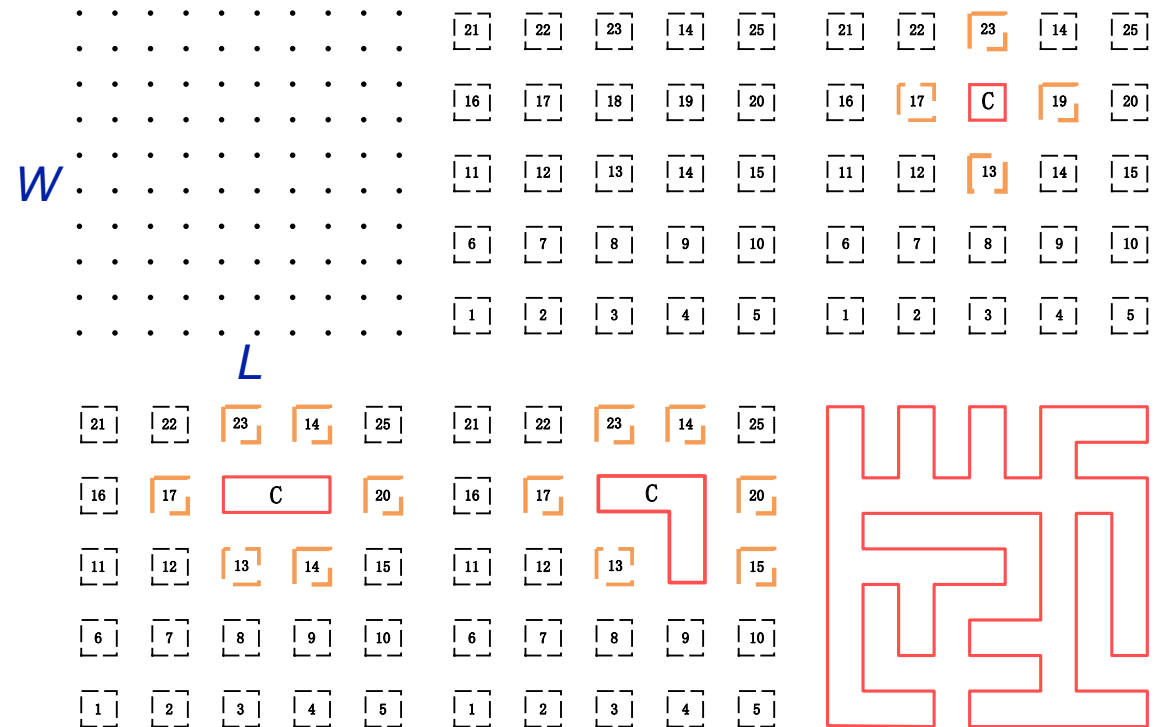 21 22 23 14 25 21 22 23 14 25
16 17 18 19 20 16 17 C 19 20
W
11 12 13 14 15 11 12 13 14 15
6 7 8 9 10 6 7 8 9 10
1 2 3 4 5 1 2 3 4 5
L
21 22 23 14 25 21 22 23 14 25
16 17 C 20 16 17 C 20
11 12 13 14 15 11 12 13 15
6 7 8 9 10 6 7 8 9 10
1 2 3 4 5 1 2 3 4 5